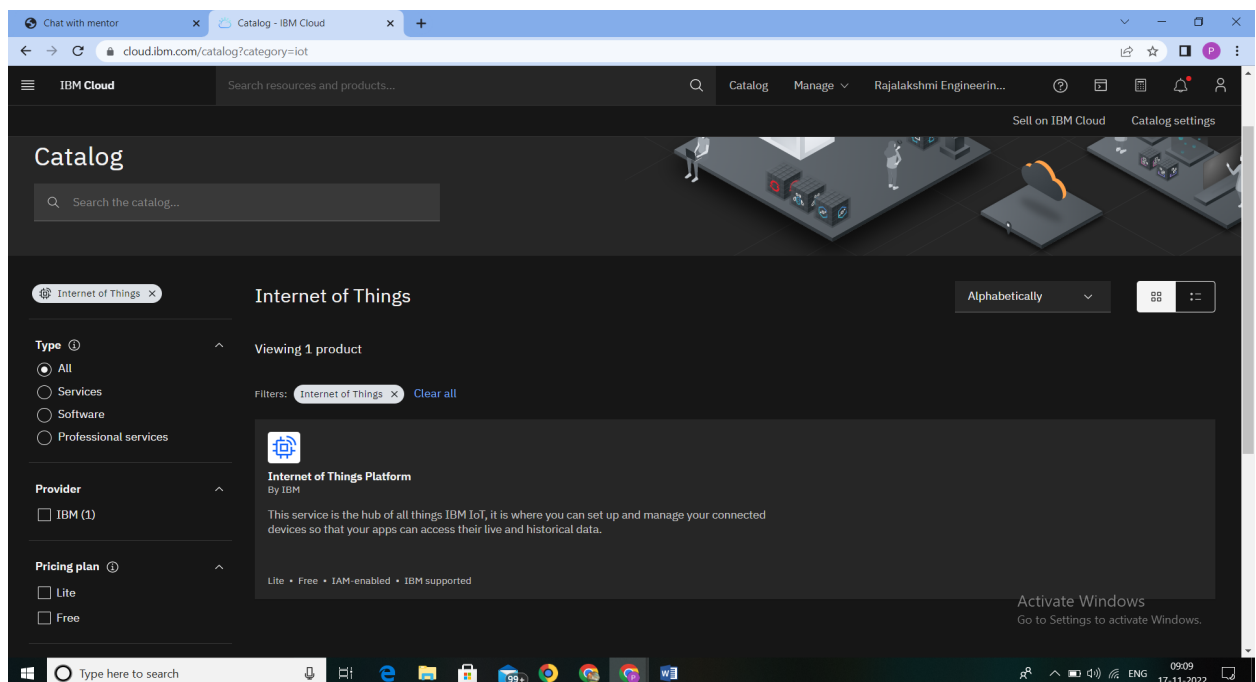 Chat with mentor
Catalog - IBM Cloud
cloud.ibm.com/catalog?category=iot
P
IBM Cloud
Search resources and products...
Catalog
Manage
Rajalakshmi Engineerin...
Sell on IBM Cloud
Catalog settings
Catalog
Search the catalog...
Internet of Things
Internet of Things
Alphabetically
Type
All
Services
Software
Professional services
Provider
IBM (1)
Pricing plan
Lite
Free
Viewing 1 product
Filters: Internet of Things Clear all
Internet of Things Platform
By IBM
This service is the hub of all things IBM IoT, it is where you can set up and manage your connected
devices so that your apps can access their live and historical data.
Lite • Free • IAM-enabled • IBM supported
Activate Windows
Go to Settings to activate Windows.
Type here to search
99+
ENG
09:09
17-11-2022